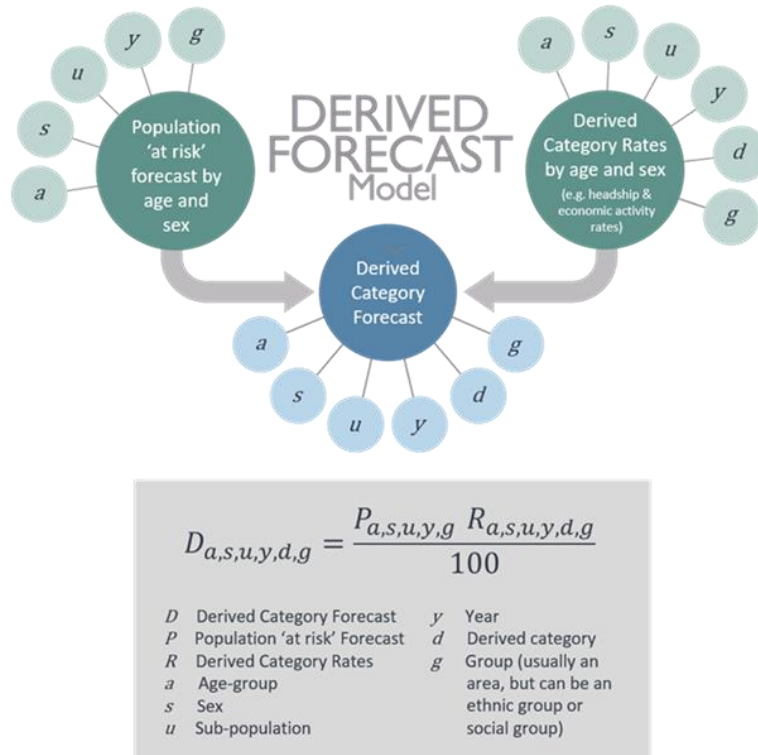 g
y
u
s
a
Population
‘at risk’
forecast by
age and
sex
DERIVED
FORECAST
Model
a
s
u
y
d
g
Derived
Category Rates
by age and sex
(e.g. headship &
economic activity
rates)
Derived
Category
Forecast
a
s
u
y
d
g
D_{a,s,u,y,d,g} = \frac{P_{a,s,u,y,g} R_{a,s,u,y,d,g}}{100}
D Derived Category Forecast
P Population ‘at risk’ Forecast
R Derived Category Rates
a Age-group
s Sex
u Sub-population
y Year
d Derived category
g Group (usually an
area, but can be an
ethnic group or
social group)